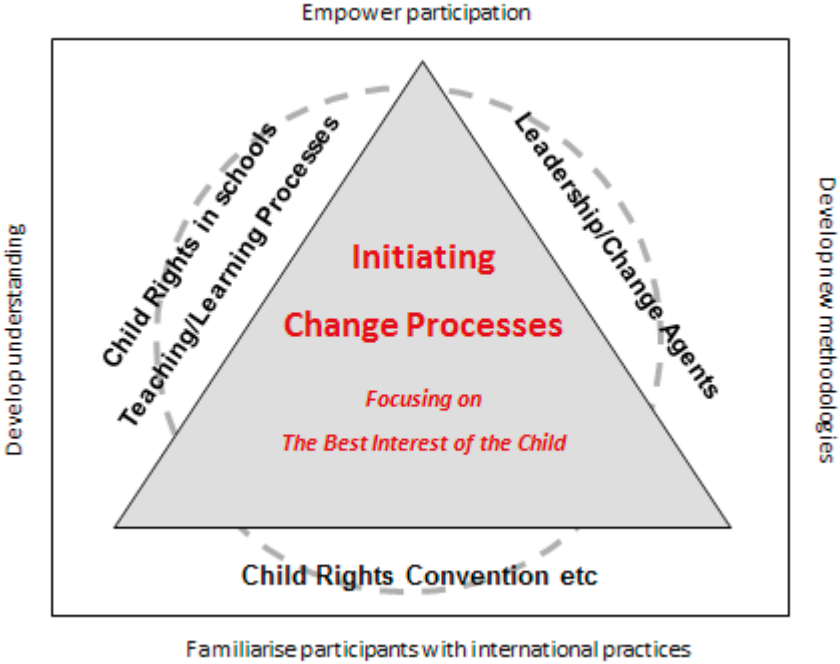 Empower participation
Child Rights in schools
Teaching/Learning Processes
Leadership/Change Agents
Develop understanding
Develop new methodologies
Initiating
Change Processes
Focusing on
The Best Interest of the Child
Child Rights Convention etc
Familiarise participants with international practices